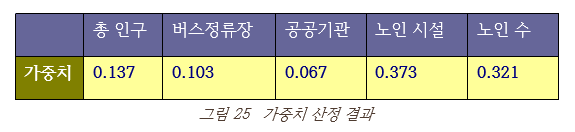 총 인구 버스정류장 공공기관 노인 시설 노인 수
가중치 0.137 0.103 0.067 0.373 0.321
그림 25 가중치 산정 결과